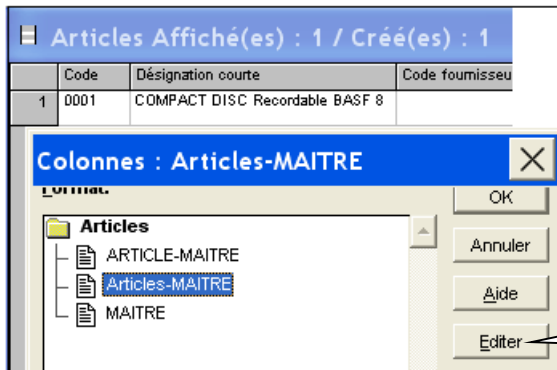 Articles Affiché(es) : 1 / Créé(es) : 1
Code Désignation courte Code fournisseu
1 0001 COMPACT DISC Recordable BASF 8
Colonnes : Articles-MAITRE
Format:
OK
Articles
ARTICLE-MAITRE
Annuler
Articles-MAITRE
Aide
MAITRE
Editer